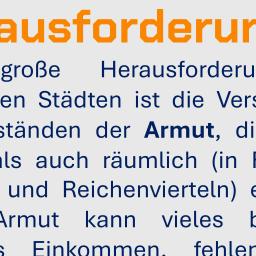 ausforderun
große Herausforderu
en Städten ist die Vers
ständen der Armut, di
als auch räumlich (in
und Reichenvierteln) e
Armut kann vieles b
s Einkommen, fehlen